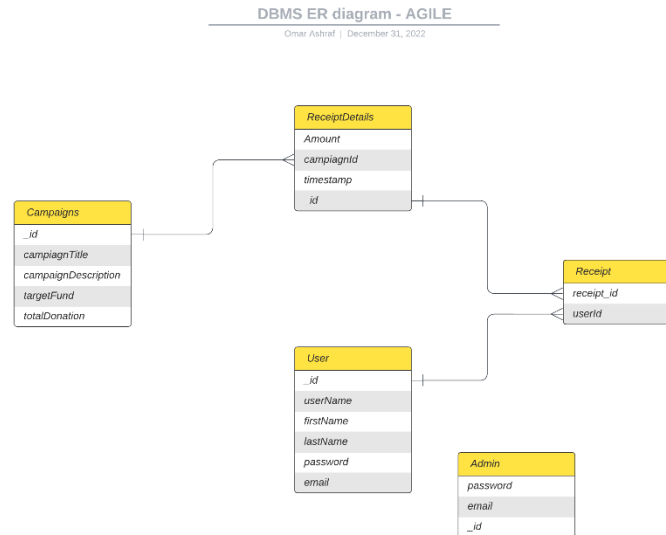 DBMS ER diagram - AGILE
Omar Ashraf | December 31, 2022
ReceiptDetails
Amount
campiagnId
timestamp
_id
Campaigns
_id
campiagnTitle
campaignDescription
targetFund
totalDonation
Receipt
receipt_id
userId
User
_id
userName
firstName
lastName
password
email
Admin
password
email
_id